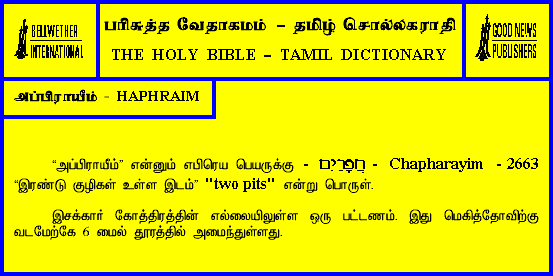 BELLWETHER
INTERNATIONAL
பரிசுத்த வேதாகமம் – தமிழ் சொல்லகராதி
THE HOLY BIBLE – TAMIL DICTIONARY
GOOD NEWS
PUBLISHERS
அப்பிராயீம் - HAPHRAIM
“அப்பிராயீம்” என்னும் எபிரெய பெயருக்கு - חֲפָרַיִם - Chapharayim - 2663
“இரண்டு குழிகள் உள்ள இடம்” "two pits" என்று பொருள்.
இசக்கார் கோத்திரத்தின் எல்லையிலுள்ள ஒரு பட்டணம். இது மெகித்தோவிற்கு
வடமேற்கே 6 மைல் தூரத்தில் அமைந்துள்ளது.